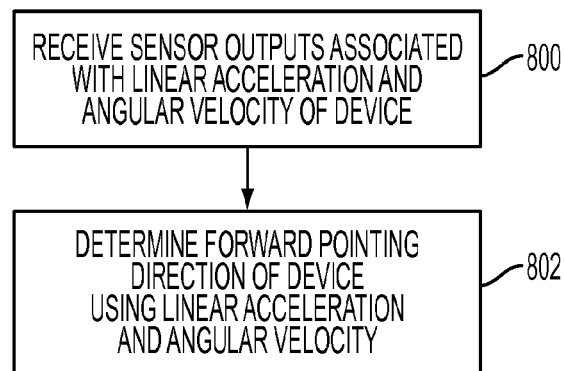 RECEIVE SENSOR OUTPUTS ASSOCIATED
WITH LINEAR ACCELERATION AND
ANGULAR VELOCITY OF DEVICE
800
DETERMINE FORWARD POINTING
DIRECTION OF DEVICE
USING LINEAR ACCELERATION
AND ANGULAR VELOCITY
802